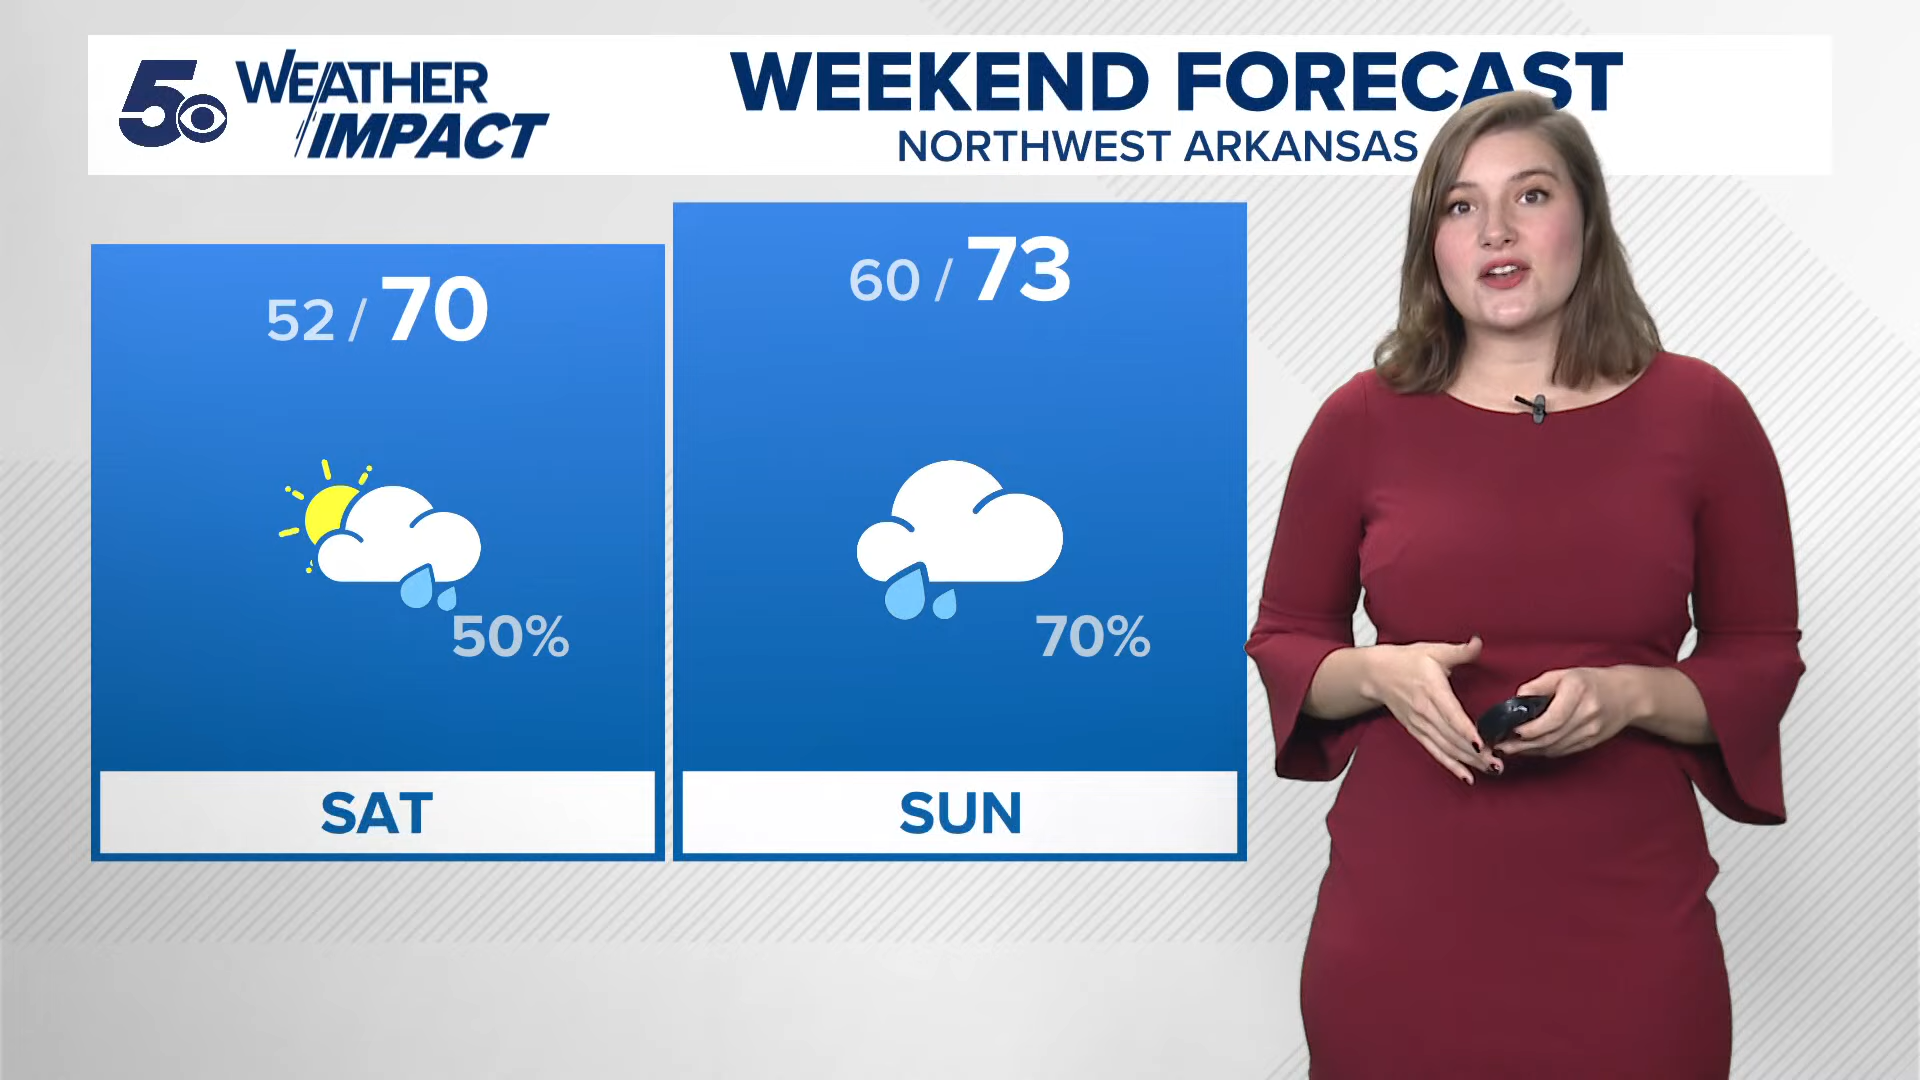 5 WEATHER IMPACT
WEEKEND FORECAST
NORTHWEST ARKANSAS
52 / 70
60 / 73
50%
70%
SAT
SUN